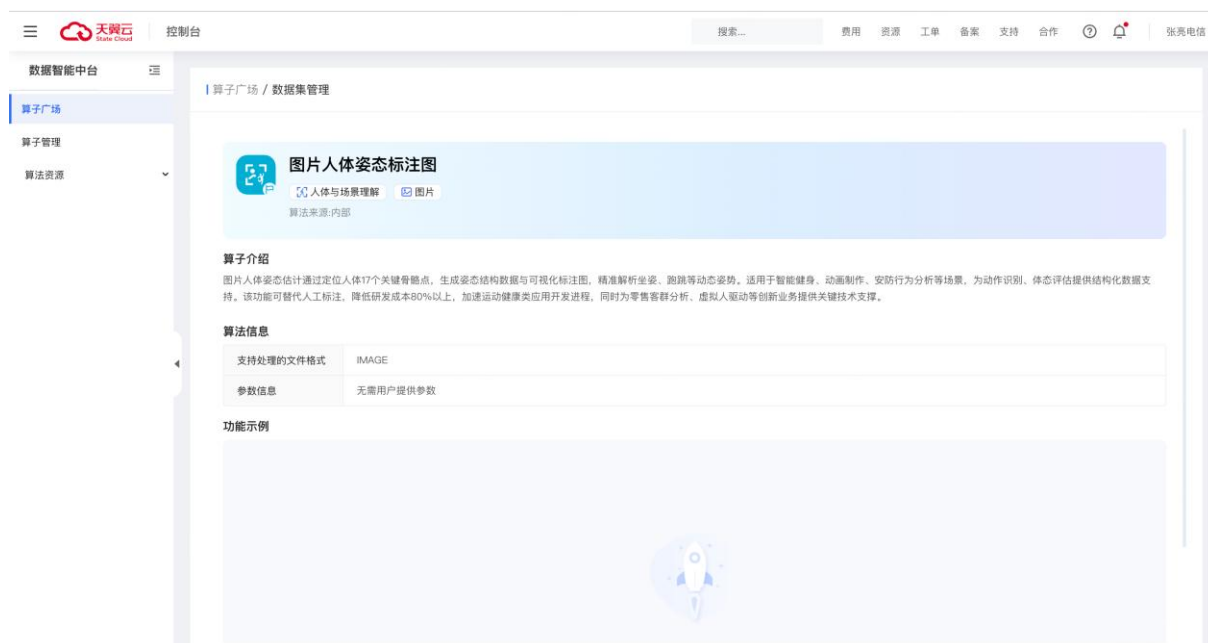 天翼云
State Cloud
控制台
搜索...
费用
资源
工单
备案
支持
合作
张亮电信
数据智能中台
算子广场
算子管理
算法资源
算子广场 / 数据集管理
图片人体姿态标注图
人体与场景理解
图片
算法来源:内部
算子介绍
图片人体姿态估计通过定位人体17个关键骨骼点，生成姿态结构数据与可视化标注图，精准解析坐姿、跑跳等动态姿势。适用于智能健身、动画制作、安防行为分析等场景，为动作识别、体态评估提供结构化数据支
持。该功能可替代人工标注，降低研发成本80%以上，加速运动健康类应用开发进程，同时为零售客群分析、虚拟人驱动等创新业务提供关键技术支撑。
算法信息
支持处理的文件格式
IMAGE
参数信息
无需用户提供参数
功能示例